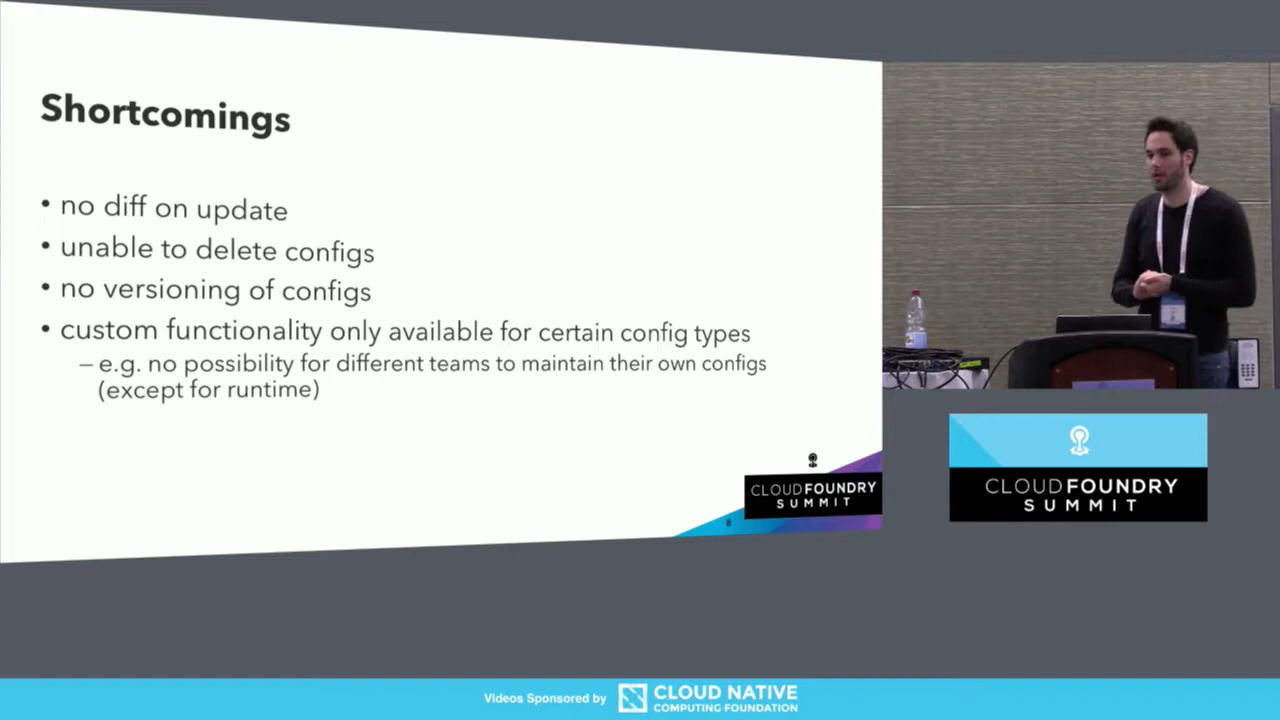 Shortcomings
• no diff on update
• unable to delete configs
• no versioning of configs
• custom functionality only available for certain config types
– e.g. no possibility for different teams to maintain their own configs
(except for runtime)
CLOUDFOUNDRY
SUMMIT
8
CLOUDFOUNDRY
SUMMIT
Videos Sponsored by
CLOUD NATIVE
COMPUTING FOUNDATION